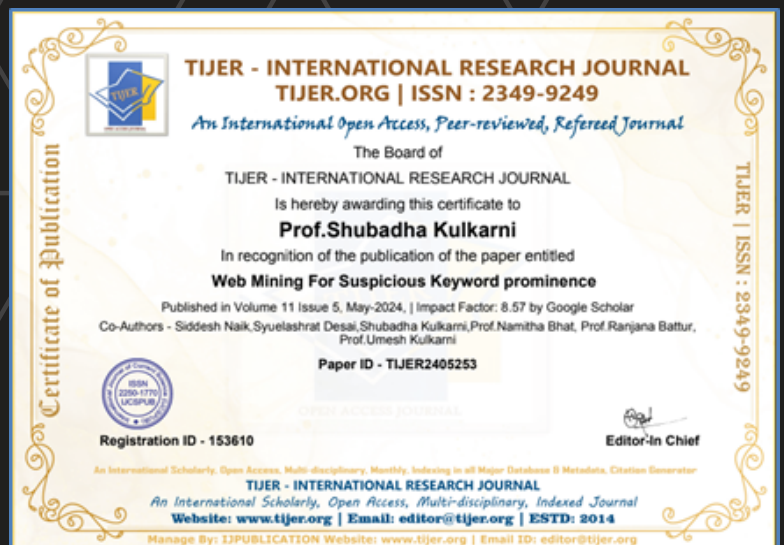 TIJER
TIJER - INTERNATIONAL RESEARCH JOURNAL
TIJER.ORG | ISSN : 2349-9249
An International Open Access, Peer-reviewed, Refereed Journal
The Board of
TIJER - INTERNATIONAL RESEARCH JOURNAL
Is hereby awarding this certificate to
Prof.Shubadha Kulkarni
In recognition of the publication of the paper entitled
Web Mining For Suspicious Keyword prominence
Published in Volume 11 Issue 5, May-2024, | Impact Factor: 8.57 by Google Scholar
Co-Authors - Siddesh Naik,Syuelashrat Desai,Shubadha Kulkarni,Prof.Namitha Bhat, Prof.Ranjana Battur,
Prof.Umesh Kulkarni
Paper ID - TIJER2405253
Certificate of Publication
TIJER | ISSN : 2349-9249
OPEN ACCESS JOURNAL
ISSN
2250-1770
IJCSPUB
Registration ID - 153610
Editor-In Chief
An International Scholarly, Open Access, Multi-disciplinary, Monthly, Indexing in all Major Database & Metadata, Citation Generator
TIJER - INTERNATIONAL RESEARCH JOURNAL
An International Scholarly, Open Access, Multi-disciplinary, Indexed Journal
Website: www.tijer.org | Email: editor@tijer.org | ESTD: 2014
Manage By: IJPUBLICATION Website: www.tijer.org | Email ID: editor@tijer.org